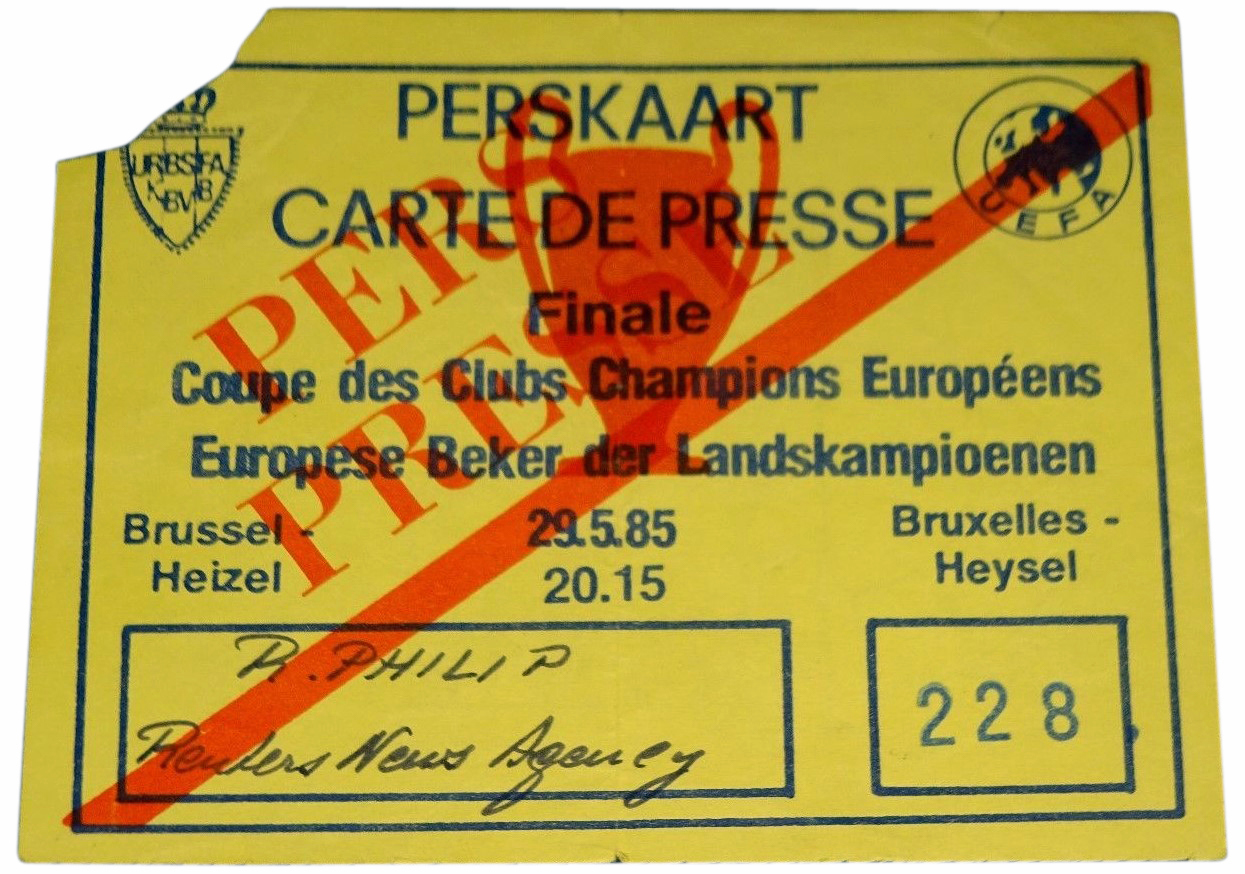 PERSKAART
CARTE DE PRESSE
Finale
Coupe des Clubs Champions Européens
Europese Beker der Landskampioenen
Brussel -
Heizel
29.5.85
20.15
Bruxelles -
Heysel
R. PHILIP
Reuters News Agency
228
PERS
PRESSE
URBSFA
KBVB
UEFA